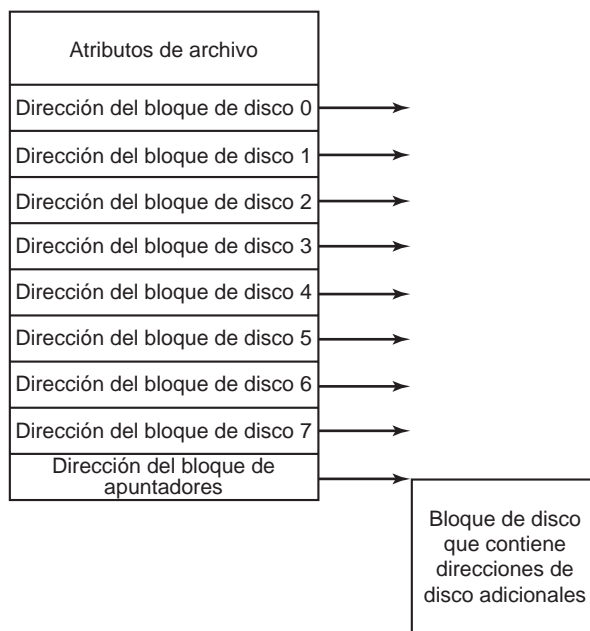 Atributos de archivo
Dirección del bloque de disco 0
Dirección del bloque de disco 1
Dirección del bloque de disco 2
Dirección del bloque de disco 3
Dirección del bloque de disco 4
Dirección del bloque de disco 5
Dirección del bloque de disco 6
Dirección del bloque de disco 7
Dirección del bloque de
apuntadores
Bloque de disco
que contiene
direcciones de
disco adicionales